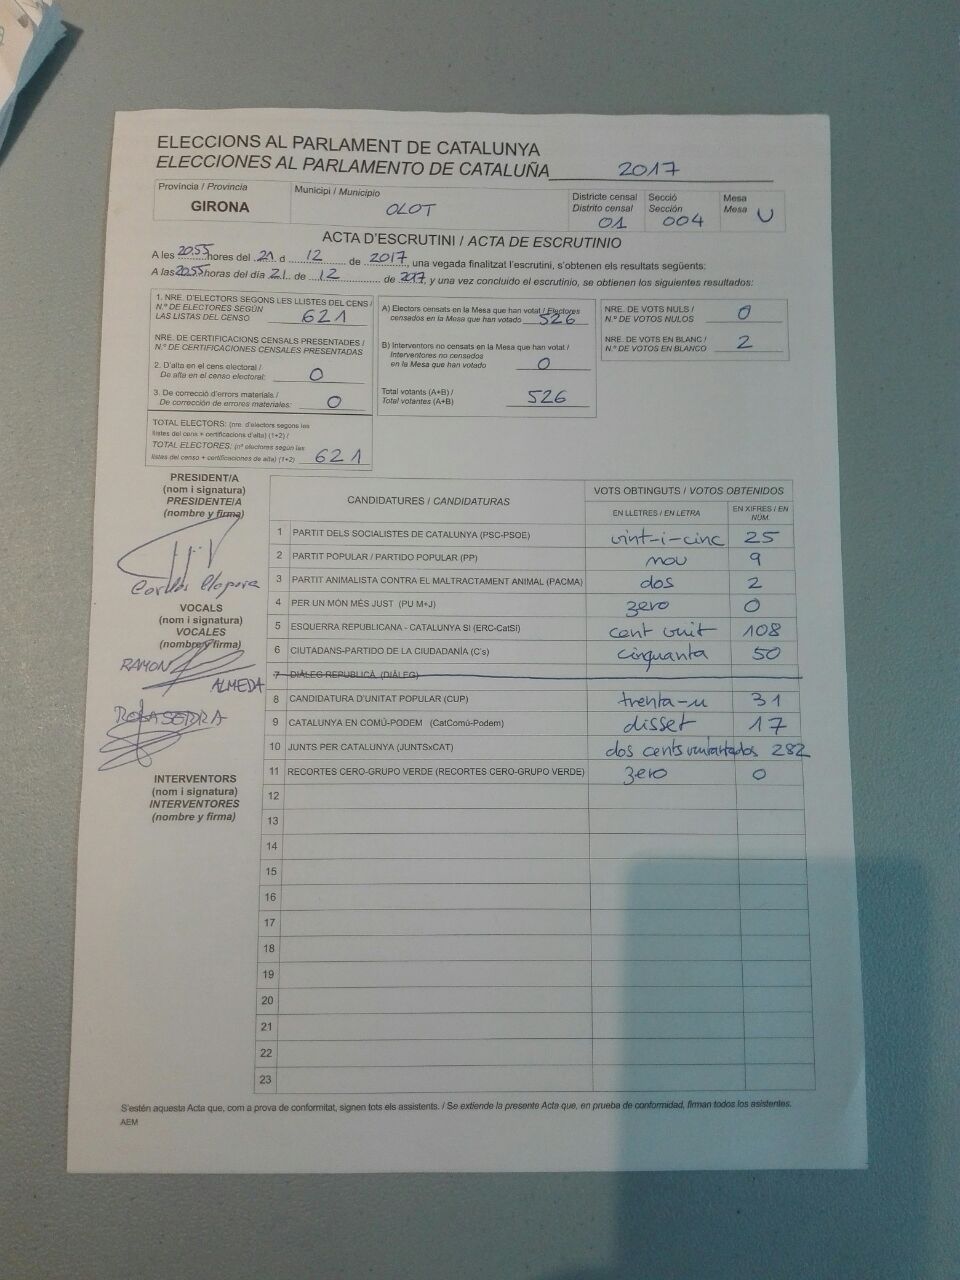 ELECCIONS AL PARLAMENT DE CATALUNYA
ELECCIONES AL PARLAMENTO DE CATALUÑA 2017
Província / Provincia
GIRONA
Municipi / Municipio
OLOT
Districte censal
Distrito censal
01
Secció
Sección
004
Mesa
Mesa
U
ACTA D'ESCRUTINI / ACTA DE ESCRUTINIO
A les 2055 hores del 21 d 12 de 2017, una vegada finalitzat l'escrutini, s'obtenen els resultats següents:
A las 2055 horas del día 21 de 12 de 2017, y una vez concluido el escrutinio, se obtienen los siguientes resultados:
1. NRE. D'ELECTORS SEGONS LES LLISTES DEL CENS /
N.º DE ELECTORES SEGÚN
LAS LISTAS DEL CENSO 621
NRE. DE CERTIFICACIONS CENSALS PRESENTADES /
N.º DE CERTIFICACIONES CENSALES PRESENTADAS
2. D'alta en el cens electoral /
De alta en el censo electoral: 0
3. De correcció d'errors materials /
De corrección de errores materiales: 0
TOTAL ELECTORS: (nre. d'electors segons les
llistes del cens + certificacions d'alta) (1+2) /
TOTAL ELECTORES: (nº electores según las
listas del censo + certificaciones de alta) (1+2) 621
A) Electors censats en la Mesa que han votat / Electores
censados en la Mesa que han votado 526
B) Interventors no censats en la Mesa que han votat /
Interventores no censados
en la Mesa que han votado 0
Total votants (A+B) /
Total votantes (A+B) 526
NRE. DE VOTS NULS /
N.º DE VOTOS NULOS 0
NRE. DE VOTS EN BLANC /
N.º DE VOTOS EN BLANCO 2
PRESIDENT/A
(nom i signatura)
PRESIDENTE/A
(nombre y firma)
VOCALS
(nom i signatura)
VOCALES
(nombre y firma)
RAMON
ALMEDA
ROSA SERRA
INTERVENTORS
(nom i signatura)
INTERVENTORES
(nombre y firma)
CANDIDATURES / CANDIDATURAS
VOTS OBTINGUTS / VOTOS OBTENIDOS
EN LLETRES / EN LETRA
EN XIFRES / EN NÚM.
1 PARTIT DELS SOCIALISTES DE CATALUNYA (PSC-PSOE) vint-i-cinc 25
2 PARTIT POPULAR / PARTIDO POPULAR (PP) nou 9
3 PARTIT ANIMALISTA CONTRA EL MALTRACTAMENT ANIMAL (PACMA) dos 2
4 PER UN MÓN MÉS JUST (PU M+J) zero 0
5 ESQUERRA REPUBLICANA - CATALUNYA SI (ERC-CatSI) cent vuit 108
6 CIUTADANS-PARTIDO DE LA CIUDADANÍA (C's) cinquanta 50
7 DIÀLEG REPUBLICÀ (DIÀLEG)
8 CANDIDATURA D'UNITAT POPULAR (CUP) trenta-u 31
9 CATALUNYA EN COMÚ-PODEM (CatComú-Podem) disset 17
10 JUNTS PER CATALUNYA (JUNTSxCAT) dos cents vuitantados 282
11 RECORTES CERO-GRUPO VERDE (RECORTES CERO-GRUPO VERDE) zero 0
12
13
14
15
16
17
18
19
20
21
22
23
S'estén aquesta Acta que, com a prova de conformitat, signen tots els assistents. / Se extiende la presente Acta que, en prueba de conformidad, firman todos los asistentes.
AEM